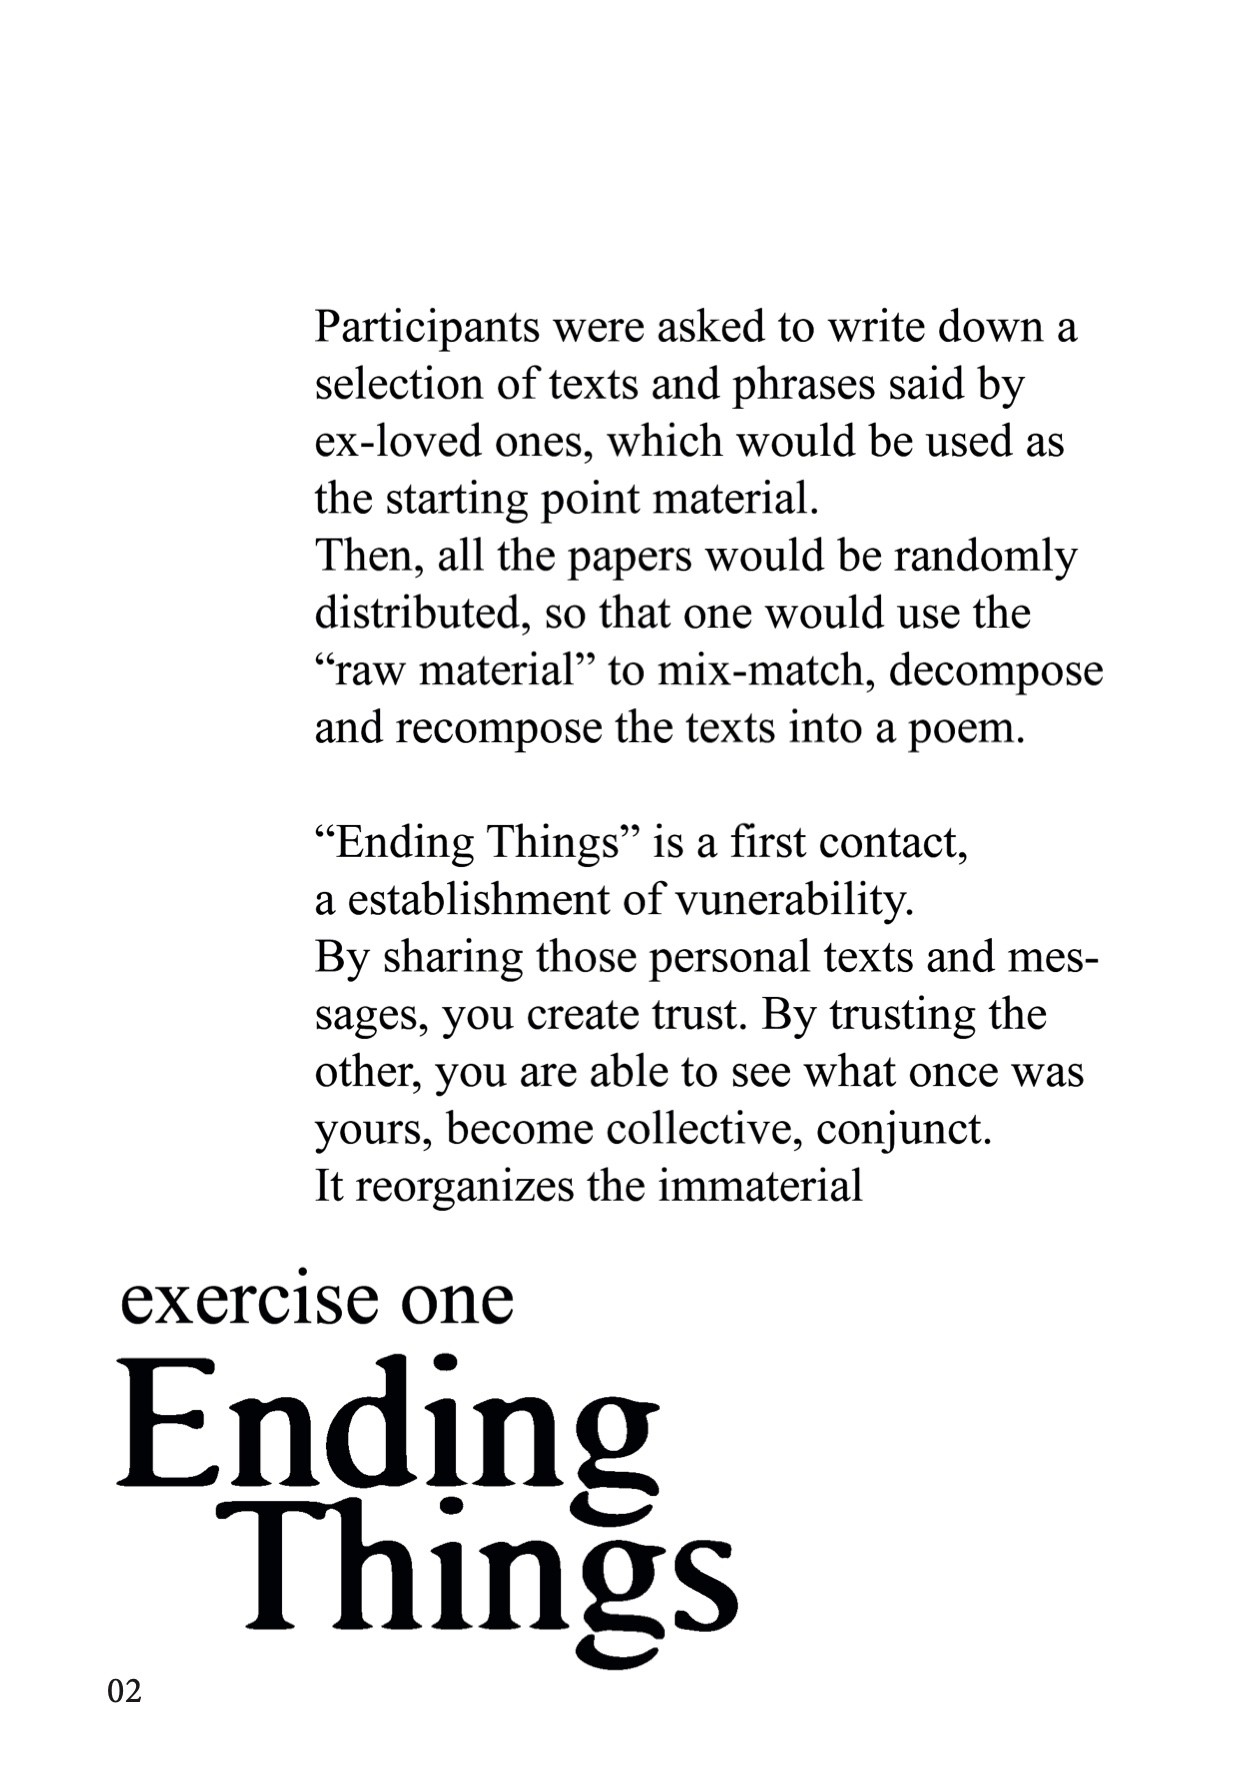 Participants were asked to write down a
selection of texts and phrases said by
ex-loved ones, which would be used as
the starting point material.
Then, all the papers would be randomly
distributed, so that one would use the
“raw material” to mix-match, decompose
and recompose the texts into a poem.
“Ending Things” is a first contact,
a establishment of vunerability.
By sharing those personal texts and mes-
sages, you create trust. By trusting the
other, you are able to see what once was
yours, become collective, conjunct.
It reorganizes the immaterial
exercise one
Ending
Things
02